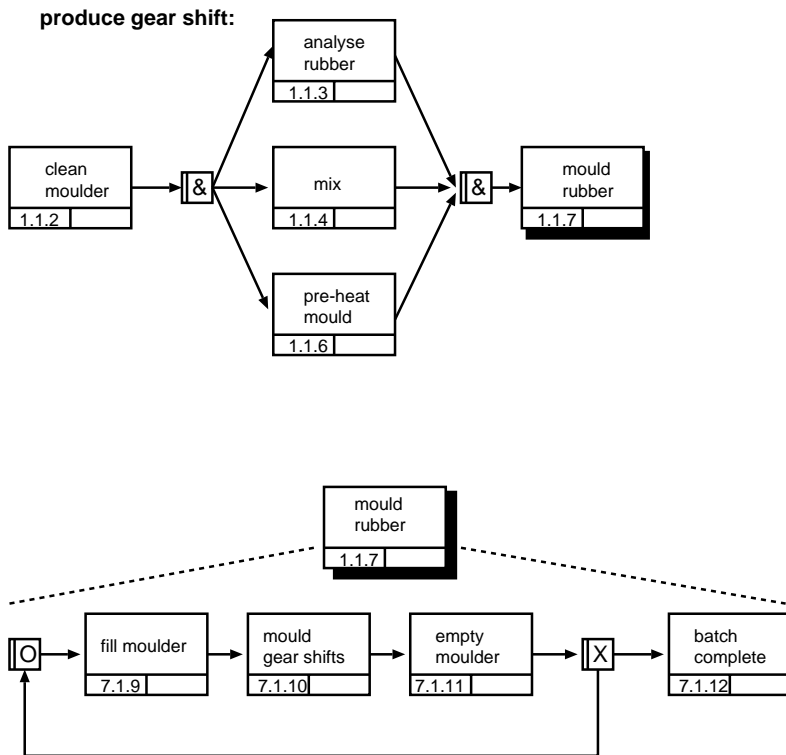 produce gear shift:
analyse
rubber
1.1.3
clean
moulder
1.1.2
&
mix
1.1.4
&
mould
rubber
1.1.7
pre-heat
mould
1.1.6
mould
rubber
1.1.7
O
fill moulder
7.1.9
mould
gear shifts
7.1.10
empty
moulder
7.1.11
X
batch
complete
7.1.12